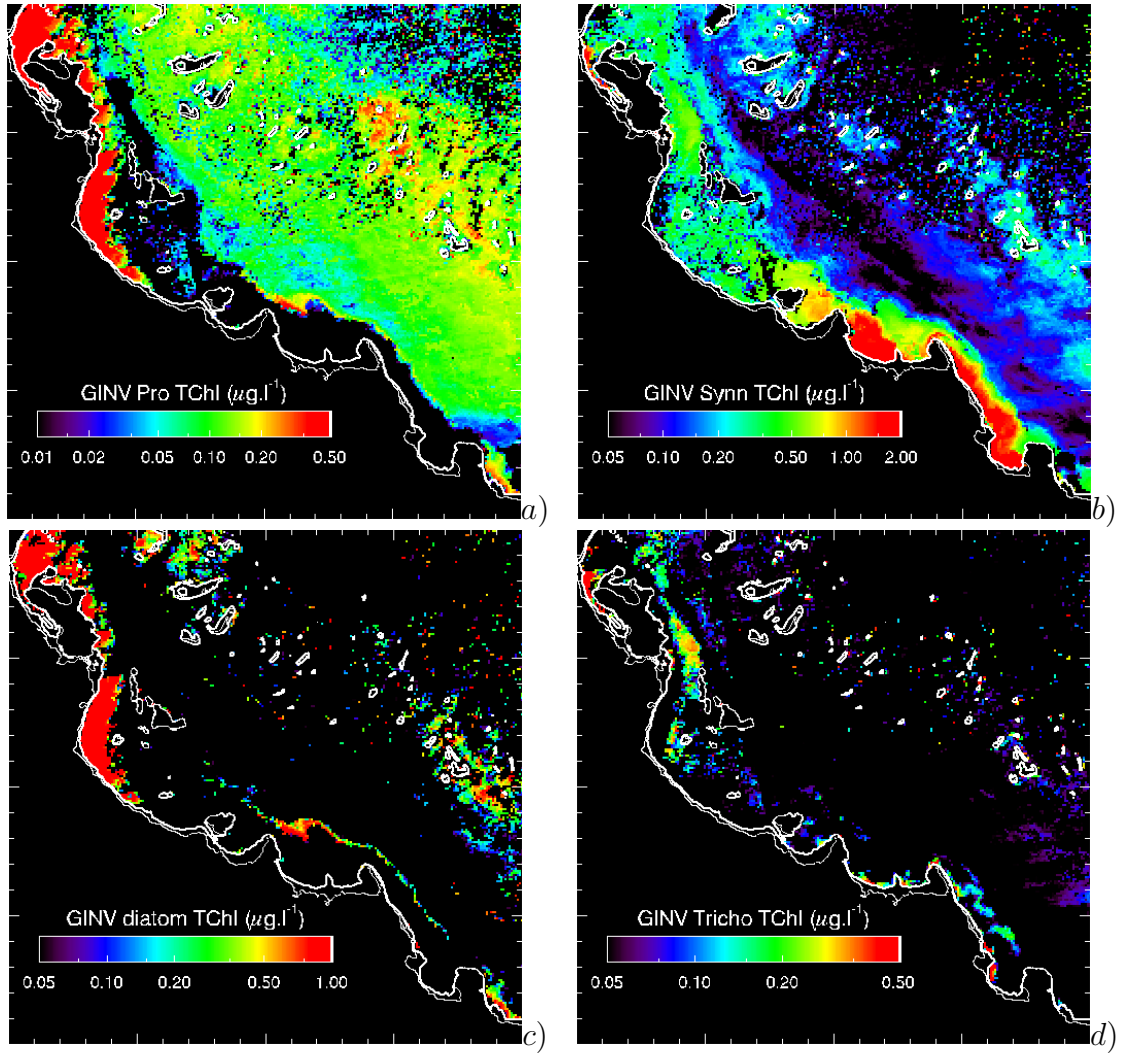 GINV Pro TChl (μg.l⁻¹)
0.01 0.02 0.05 0.10 0.20 0.50
a)
GINV Synn TChl (μg.l⁻¹)
0.05 0.10 0.20 0.50 1.00 2.00
b)
GINV diatom TChl (μg.l⁻¹)
0.05 0.10 0.20 0.50 1.00
c)
GINV Tricho TChl (μg.l⁻¹)
0.05 0.10 0.20 0.50
d)